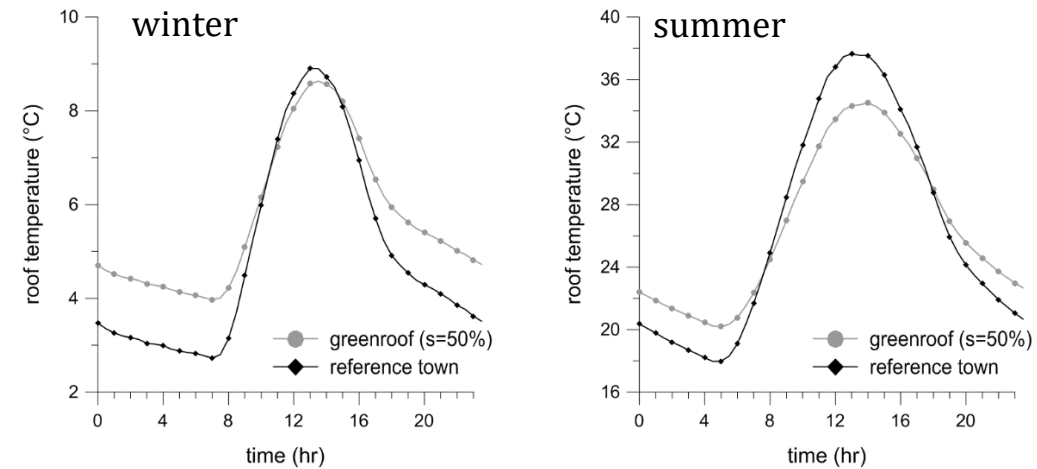 winter
10
8
6
4
2
roof temperature (°C)
0 4 8 12 16 20
time (hr)
greenroof (s=50%)
reference town
summer
40
36
32
28
24
20
16
roof temperature (°C)
0 4 8 12 16 20
time (hr)
greenroof (s=50%)
reference town